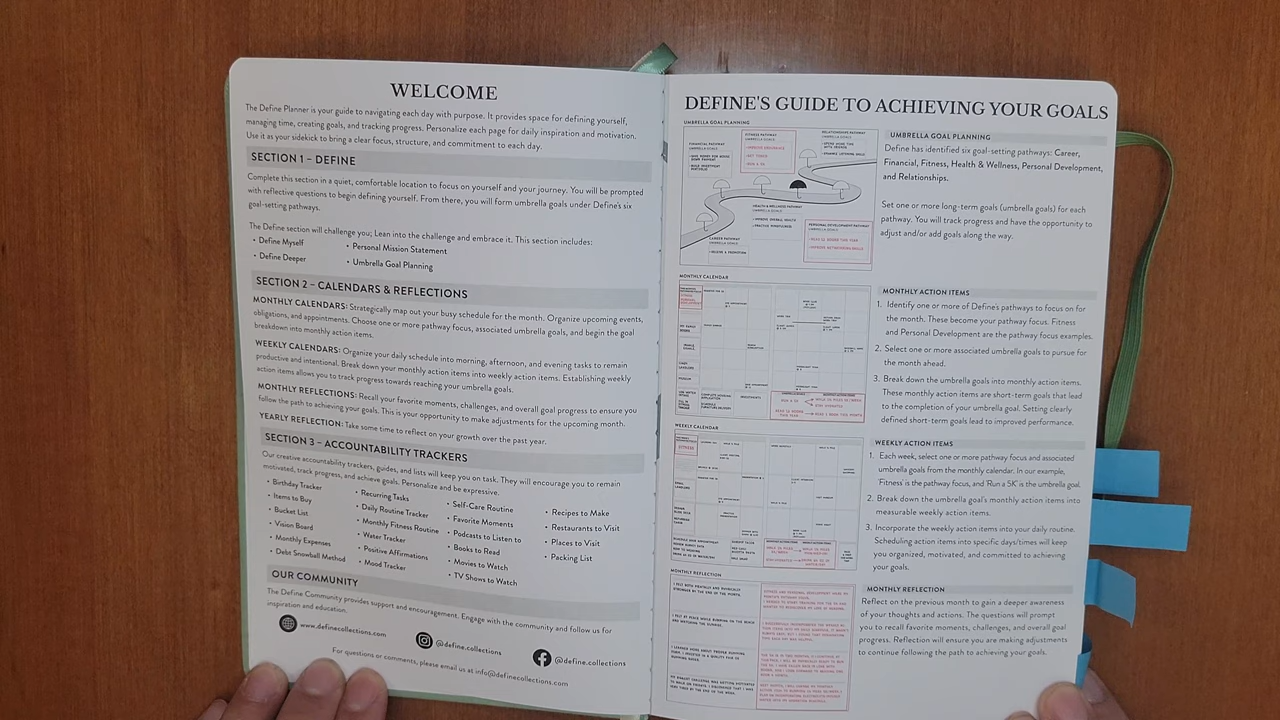 WELCOME
The Define Planner is your guide to navigating each day with purpose. It provides space for defining yourself,
managing time, creating goals, and tracking progress. Personalize each page for daily inspiration and motivation.
Use it as your sidekick to bring a clear focus, structure, and commitment to each day.
SECTION 1 – DEFINE
Complete this section in a quiet, comfortable location to focus on yourself and your journey. You will be prompted
with reflective questions to begin defining yourself. From there, you will form umbrella goals under Define's six
goal-setting pathways.
The Define section will challenge you; Lean into the challenge and embrace it. This section includes:
• Define Myself
• Define Deeper
• Personal Mission Statement
• Umbrella Goal Planning
SECTION 2 – CALENDARS & REFLECTIONS
MONTHLY CALENDARS: Strategically map out your busy schedule for the month. Organize upcoming events,
obligations, and appointments. Choose one or more pathway focus, associated umbrella goals, and begin the goal
breakdown into monthly action items.
WEEKLY CALENDARS: Organize your daily schedule into morning, afternoon, and evening tasks to remain
productive and intentional. Break down your monthly action items into weekly action items. Establishing weekly
action items allows you to track progress towards reaching your umbrella goals.
MONTHLY REFLECTIONS: Recall your favorite moments, challenges, and overall goal progress to ensure you
follow the path to achieving your goals. This is your opportunity to make adjustments for the upcoming month.
YEARLY REFLECTION: Take some time to reflect on your growth over the past year.
SECTION 3 – ACCOUNTABILITY TRACKERS
Our creative accountability trackers, guides, and lists will keep you on task. They will encourage you to remain
motivated, track progress, and achieve goals. Personalize and be expressive.
• Birthday Tracker
• Items to Buy
• Bucket List
• Vision Board
• Monthly Expenses
• Debt Snowball Method
• Recurring Tasks
• Daily Routine Tracker
• Monthly Fitness Routine
• Water Tracker
• Positive Affirmations
• Mood Tracker
• Self-Care Routine
• Favorite Moments
• Podcasts to Listen to
• Books to Read
• Movies to Watch
• TV Shows to Watch
• Recipes to Make
• Restaurants to Visit
• Places to Visit
• Packing List
OUR COMMUNITY
The Define Community provides support and encouragement. Engage with the community and follow us for
inspiration and education.
www.definecollections.com
@define.collections
@define.collections
For questions or comments, please email us at info@definecollections.com
DEFINE'S GUIDE TO ACHIEVING YOUR GOALS
UMBRELLA GOAL PLANNING
FINANCIAL PATHWAY
UMBRELLA GOALS
FITNESS PATHWAY
UMBRELLA GOALS
• RUN A 5K
RELATIONSHIPS PATHWAY
UMBRELLA GOALS
HEALTH & WELLNESS PATHWAY
UMBRELLA GOALS
CAREER PATHWAY
UMBRELLA GOALS
PERSONAL DEVELOPMENT PATHWAY
UMBRELLA GOALS
UMBRELLA GOAL PLANNING
Define has identified six goal-setting pathways: Career,
Financial, Fitness, Health & Wellness, Personal Development,
and Relationships.
Set one or more long-term goals (umbrella goals) for each
pathway. You will track progress and have the opportunity to
adjust and/or add goals along the way.
MONTHLY CALENDAR
MONTHLY ACTION ITEMS
1. Identify one or more of Define's pathways to focus on for
the month. These become your pathway focus. Fitness
and Personal Development are the pathway focus examples.
2. Select one or more associated umbrella goals to pursue for
the month ahead.
3. Break down the umbrella goals into monthly action items.
These monthly action items are short-term goals that lead
to the completion of your umbrella goal. Setting clearly
defined short-term goals lead to improved performance.
WEEKLY CALENDAR
WEEKLY ACTION ITEMS
1. Each week, select one or more pathway focus and associated
umbrella goals from the monthly calendar. In our example,
'Fitness' is the pathway focus, and 'Run a 5K' is the umbrella goal.
2. Break down the umbrella goal's monthly action items into
measurable weekly action items.
3. Incorporate the weekly action items into your daily routine.
Scheduling action items into specific days/times will keep
you organized, motivated, and committed to achieving
your goals.
MONTHLY REFLECTION
MONTHLY REFLECTION
Reflect on the previous month to gain a deeper awareness
of your thoughts and actions. The questions will prompt
you to recall favorite moments, challenges, and overall goal
progress. Reflection will ensure you are making adjustments
to continue following the path to achieving your goals.